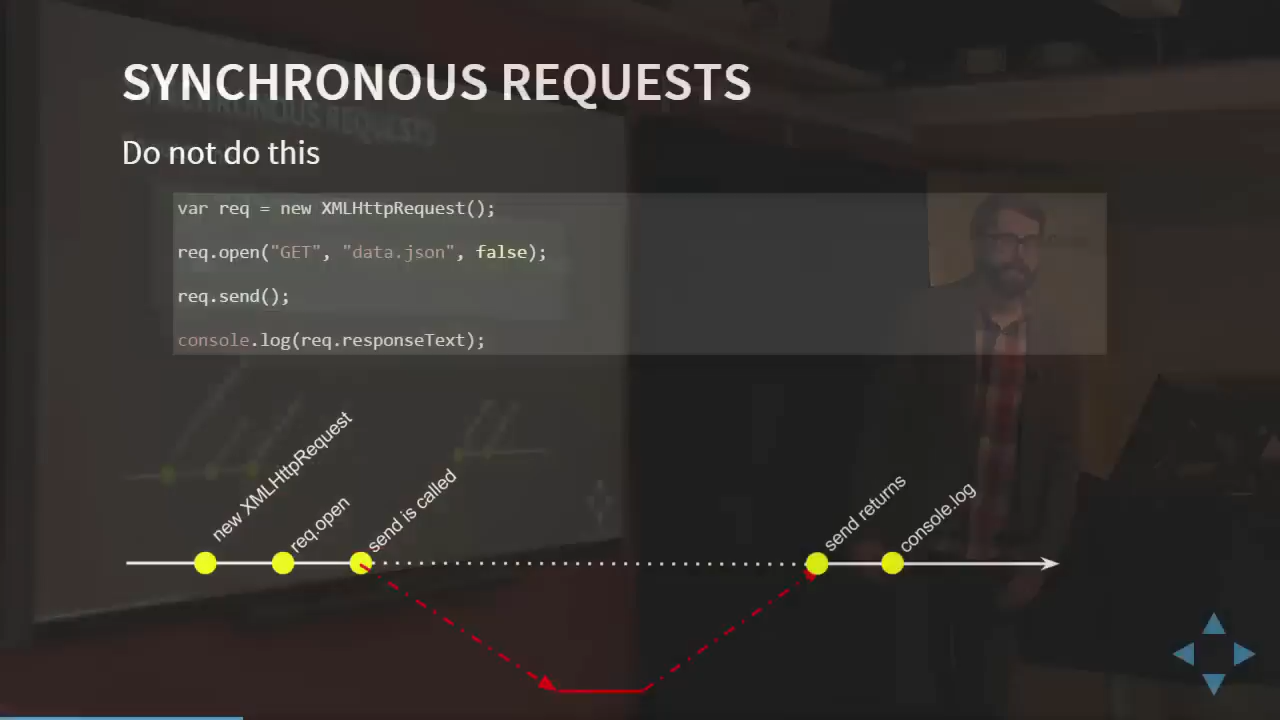 SYNCHRONOUS REQUESTS
Do not do this
var req = new XMLHttpRequest();
req.open("GET", "data.json", false);
req.send();
console.log(req.responseText);
new XMLHttpRequest
req.open
send is called
send returns
console.log